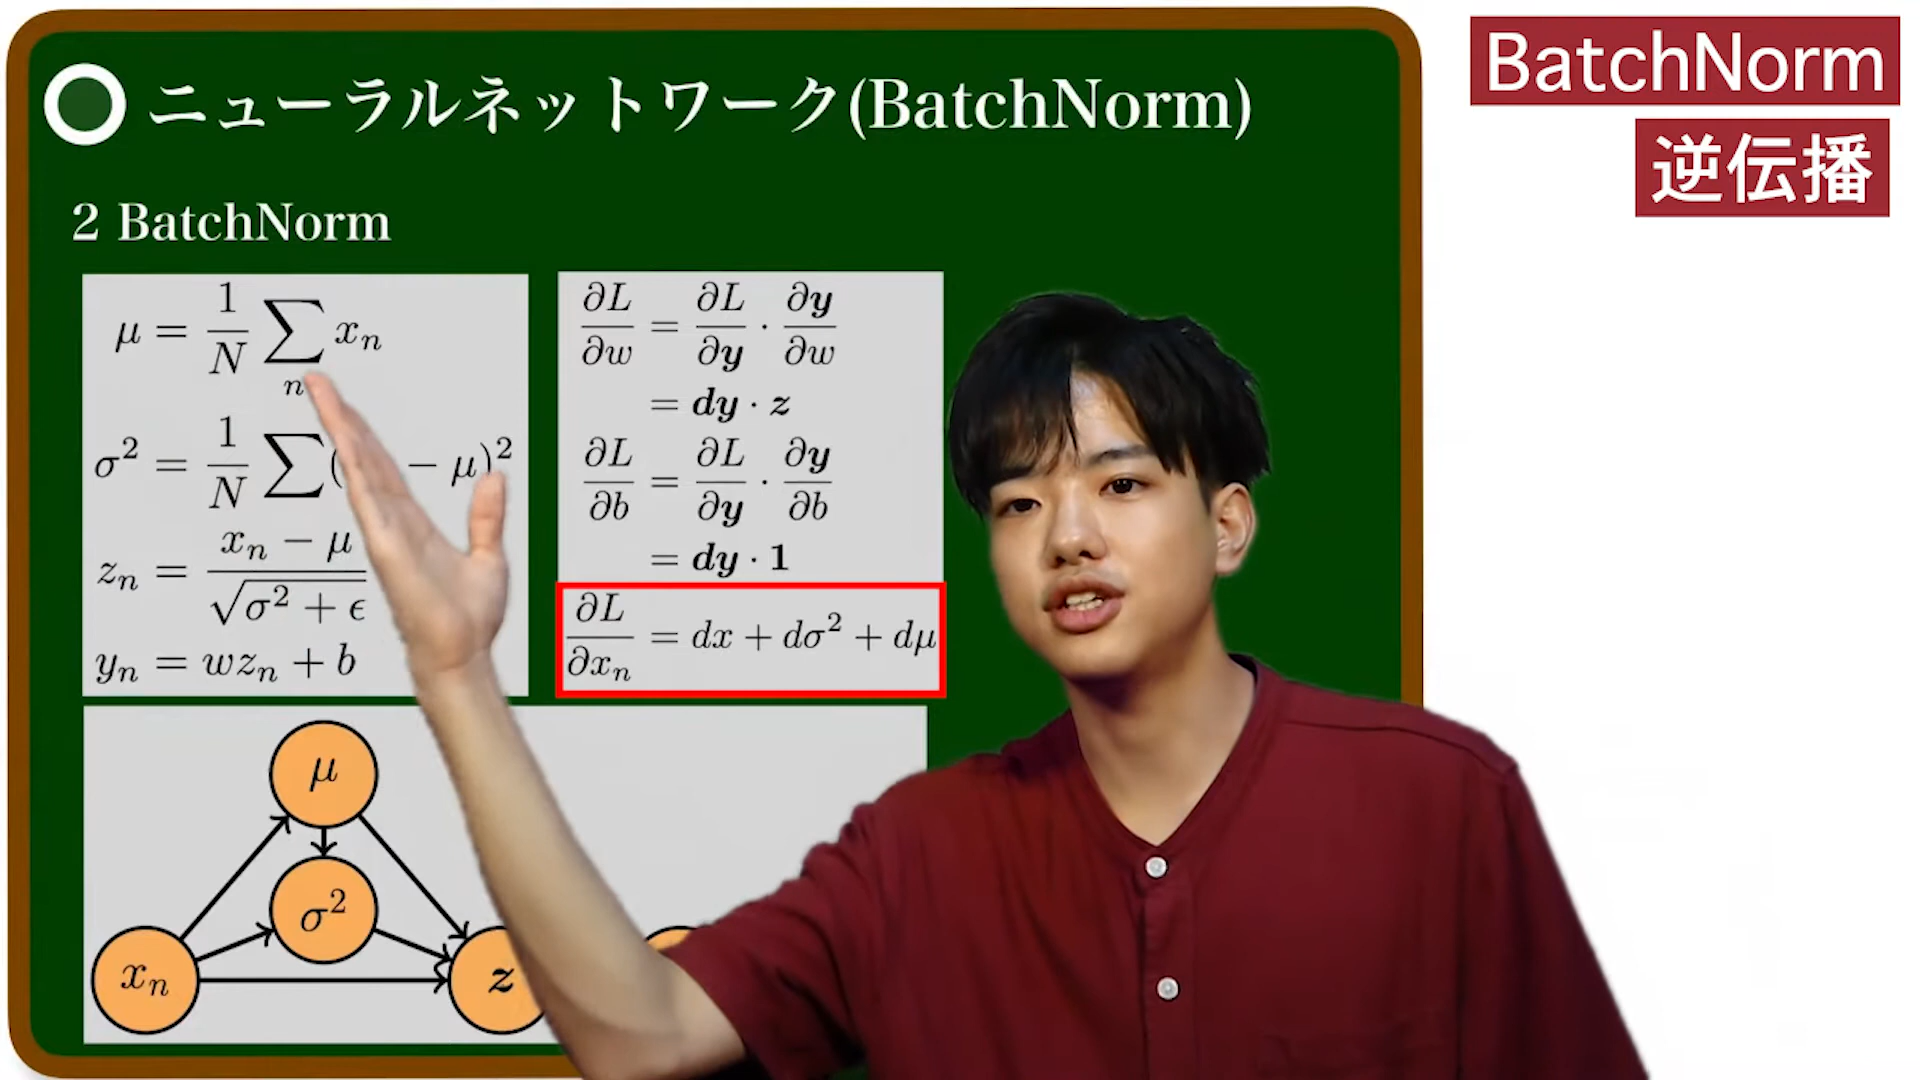 ニューラルネットワーク(BatchNorm)
BatchNorm
逆伝播
2 BatchNorm
μ = 1/N ∑_n x_n
σ² = 1/N ∑( − μ)²
z_n = (x_n − μ)/√(σ² + ϵ)
y_n = wz_n + b
∂L/∂w = ∂L/∂y · ∂y/∂w
= dy · z
∂L/∂b = ∂L/∂y · ∂y/∂b
= dy · 1
∂L/∂x_n = dx + dσ² + dμ
μ
σ²
x_n
z